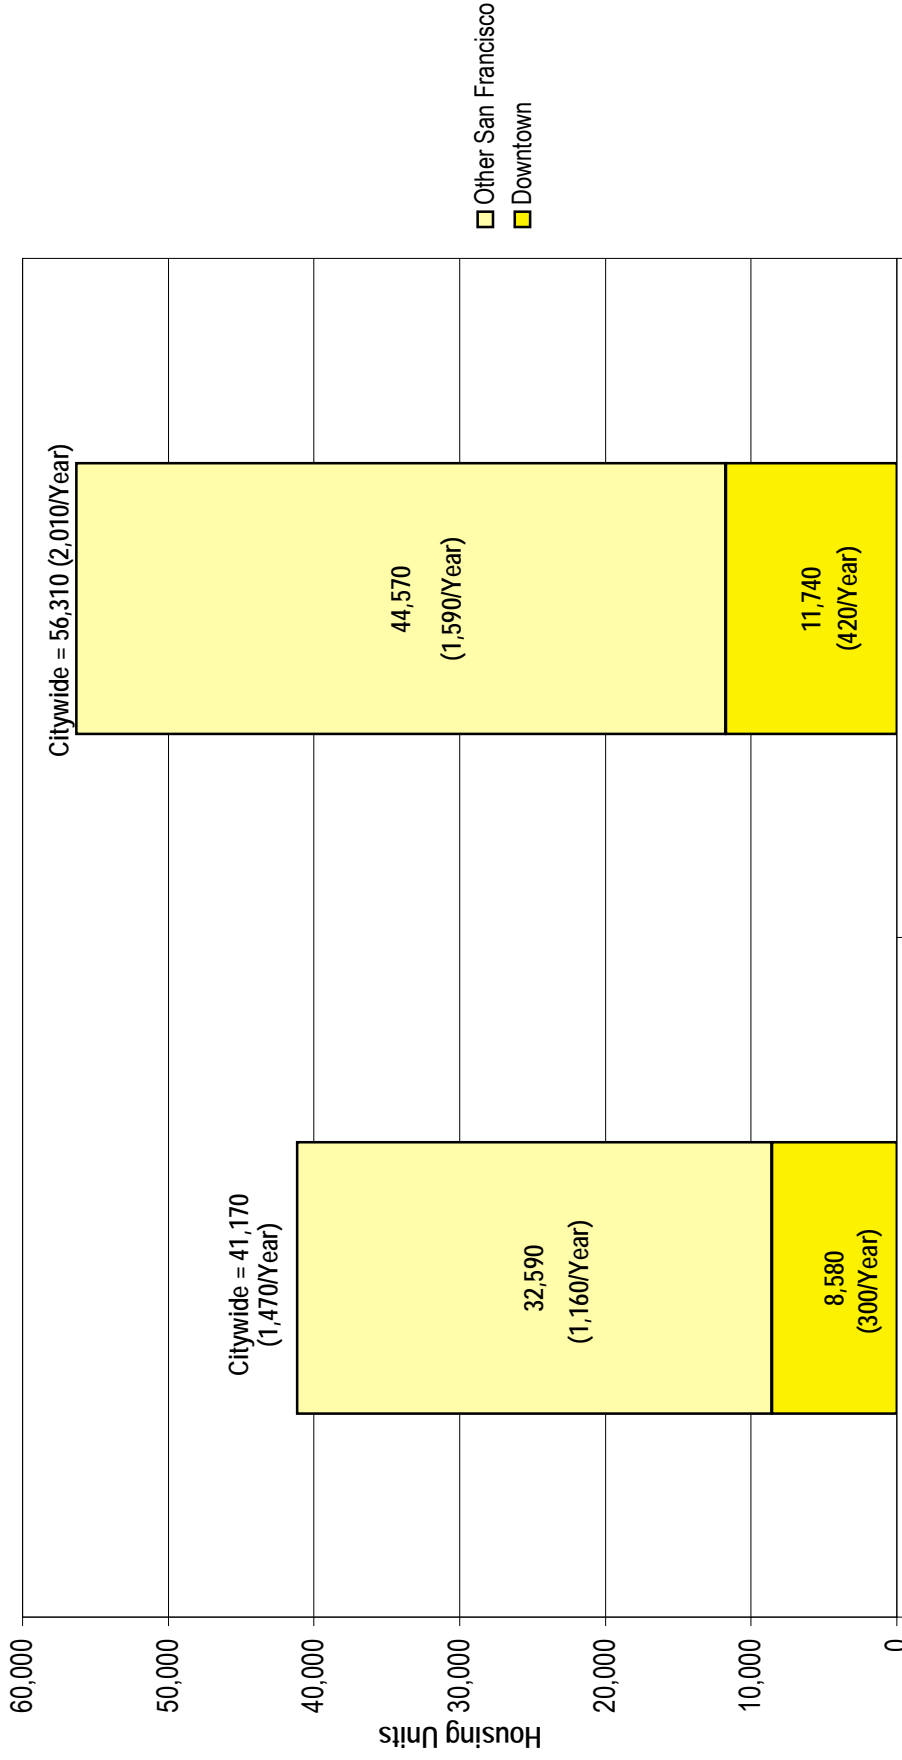 60,000
50,000
40,000
30,000
20,000
10,000
0
Housing Units
Citywide = 41,170
(1,470/Year)
32,590
(1,160/Year)
8,580
(300/Year)
Citywide = 56,310 (2,010/Year)
44,570
(1,590/Year)
11,740
(420/Year)
Other San Francisco
Downtown